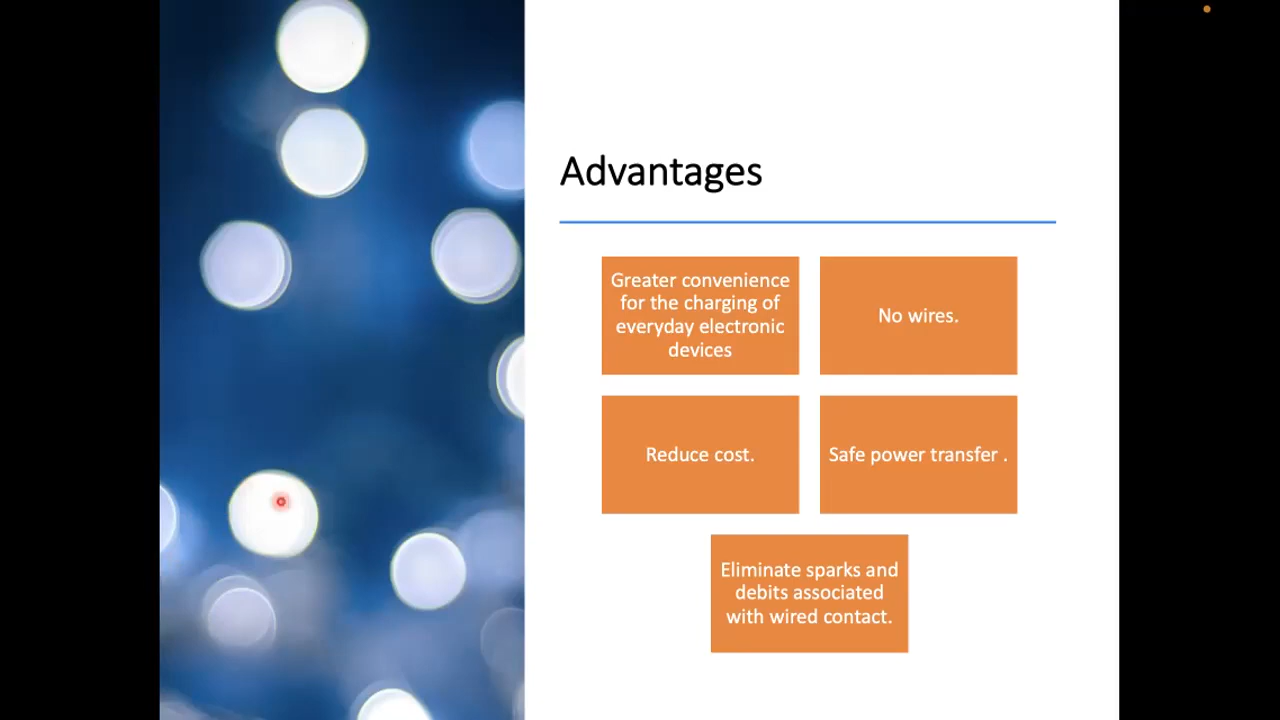 Advantages
Greater convenience
for the charging of
everyday electronic
devices
No wires.
Reduce cost.
Safe power transfer .
Eliminate sparks and
debits associated
with wired contact.